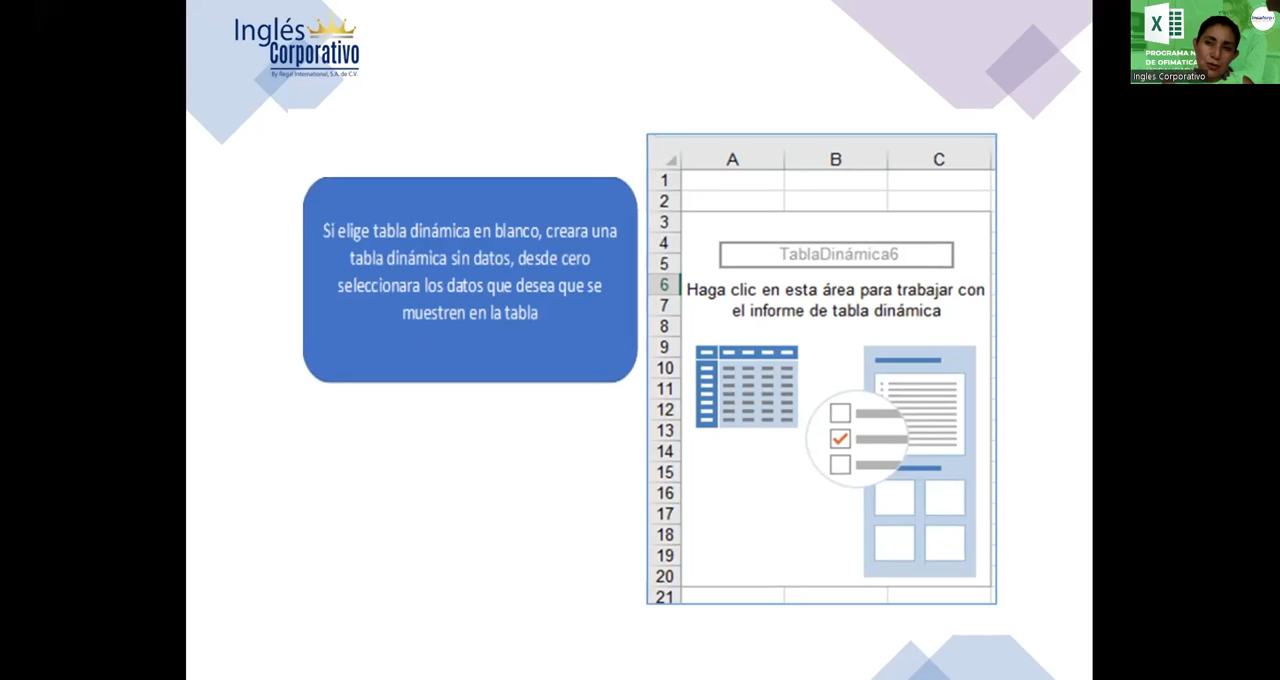 Inglés
Corporativo
By Regal International, S.A. de C.V.
PROGRAMA N
DE OFIMÁTICA
Ingles Corporativo
Si elige tabla dinámica en blanco, creara una
tabla dinámica sin datos, desde cero
seleccionara los datos que desea que se
muestren en la tabla
A B C
1
2
3
4
TablaDinámica6
5
6
Haga clic en esta área para trabajar con
7
el informe de tabla dinámica
8
9
10
11
12
13
14
15
16
17
18
19
20
21